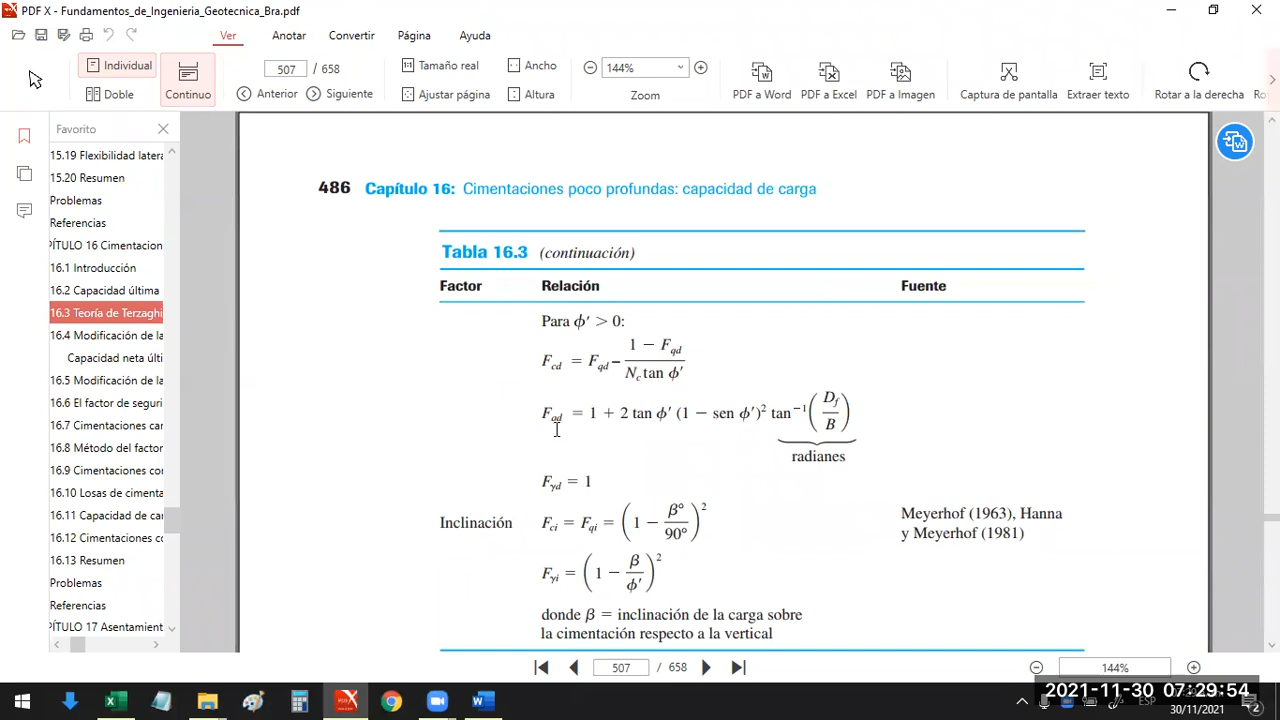 PDF X - Fundamentos_de_Ingenieria_Geotecnica_Bra.pdf
Ver Anotar Convertir Página Ayuda
Individual
Doble
Continuo
507 / 658
Anterior Siguiente
Tamaño real
Ajustar página
Ancho
Altura
144%
Zoom
PDF a Word
PDF a Excel
PDF a Imagen
Captura de pantalla
Extraer texto
Rotar a la derecha
Favorito
15.19 Flexibilidad latera
15.20 Resumen
Problemas
Referencias
PÍTULO 16 Cimentacion
16.1 Introducción
16.2 Capacidad última
16.3 Teoría de Terzaghi
16.4 Modificación de la
Capacidad neta últi
16.5 Modificación de la
16.6 El factor de seguri
16.7 Cimentaciones car
16.8 Método del factor
16.9 Cimentaciones con
16.10 Losas de cimenta
16.11 Capacidad de car
16.12 Cimentaciones co
16.13 Resumen
Problemas
Referencias
PÍTULO 17 Asentamient
486 Capítulo 16: Cimentaciones poco profundas: capacidad de carga
Tabla 16.3 (continuación)
Factor Relación Fuente
Para ϕ′ > 0:
F_cd = F_qd − (1 − F_qd) / (N_c tan ϕ′)
F_qd = 1 + 2 tan ϕ′ (1 − sen ϕ′)² tan⁻¹ (D_f / B)
radianes
F_γd = 1
Inclinación F_ci = F_qi = (1 − β° / 90°)² Meyerhof (1963), Hanna
y Meyerhof (1981)
F_γi = (1 − β / ϕ′)²
donde β = inclinación de la carga sobre
la cimentación respecto a la vertical
507 / 658
144%
2021-11-30 07:29:54
ESP
30/11/2021
2